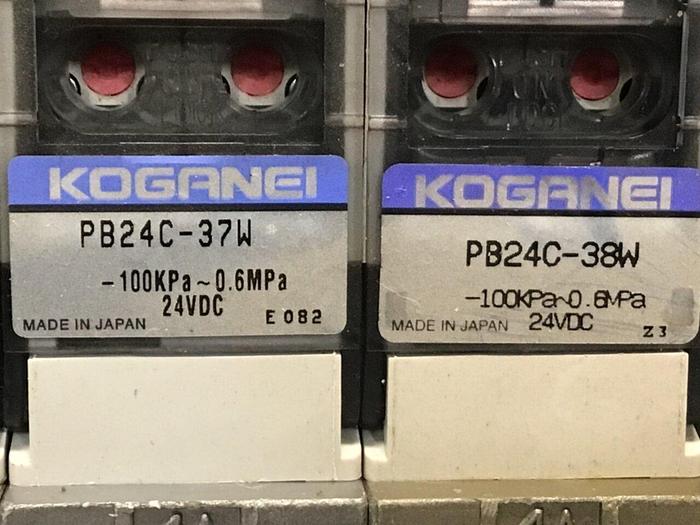 KOGANEI
PB24C-37W
-100KPa~0.6MPa
24VDC
MADE IN JAPAN
E 082
KOGANEI
PB24C-38W
-100KPa~0.6MPa
MADE IN JAPAN 24VDC
Z3